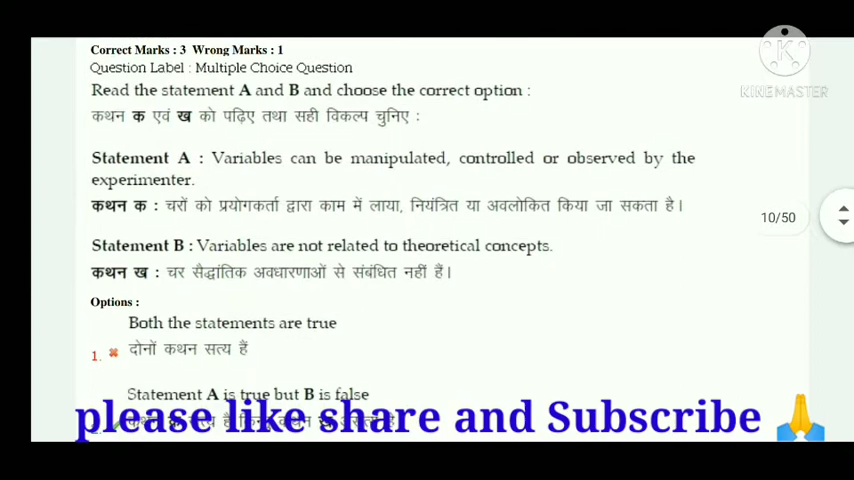 Correct Marks : 3 Wrong Marks : 1
Question Label : Multiple Choice Question
KINEMASTER
Read the statement A and B and choose the correct option :
कथन क एवं ख को पढ़िए तथा सही विकल्प चुनिए :
Statement A : Variables can be manipulated, controlled or observed by the
experimenter.
कथन क : चरों को प्रयोगकर्ता द्वारा काम में लाया, नियंत्रित या अवलोकित किया जा सकता है।
10/50
Statement B : Variables are not related to theoretical concepts.
कथन ख : चर सैद्धांतिक अवधारणाओं से संबंधित नहीं हैं।
Options :
Both the statements are true
1. दोनों कथन सत्य हैं
Statement A is true but B is false
please like share and Subscribe 🙏